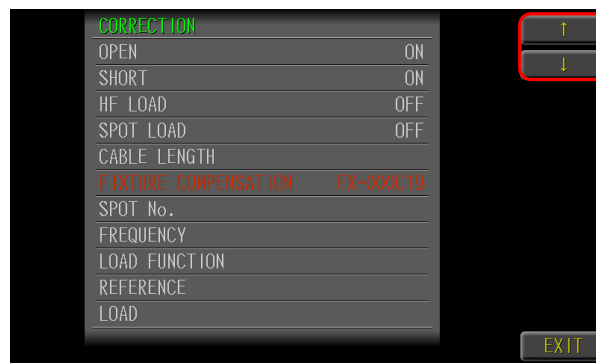 CORRECTION
OPEN ON
SHORT ON
HF LOAD OFF
SPOT LOAD OFF
CABLE LENGTH
FIXTURE COMPENSATION FX-000C19
SPOT No.
FREQUENCY
LOAD FUNCTION
REFERENCE
LOAD
↑
↓
EXIT